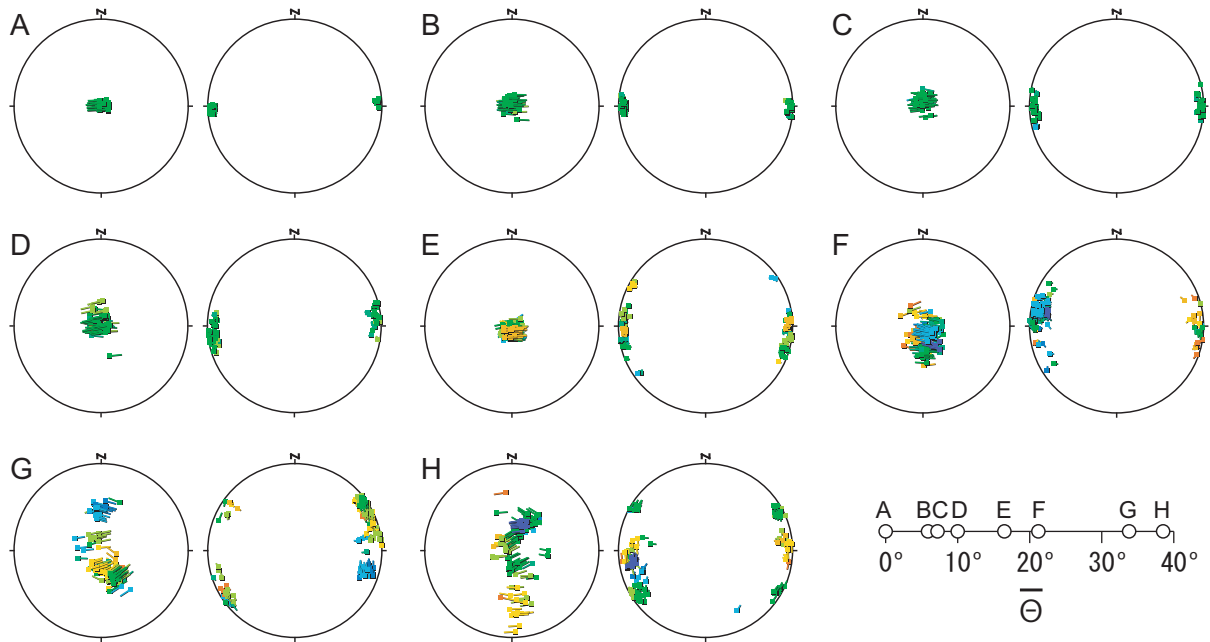 N N N N N N
A B C
N N N N N N
D E F
N N N N
G H
A B C D E F G H
0° 10° 20° 30° 40°
Θ